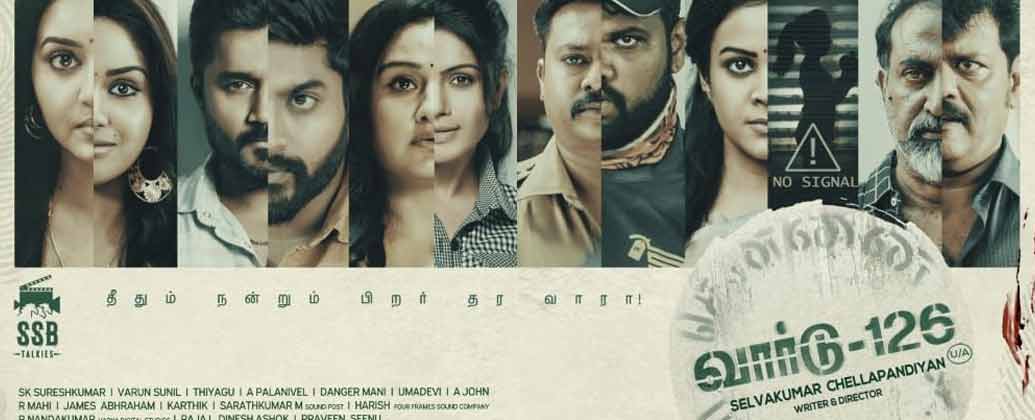 !
NO SIGNAL
தீதும் நன்றும் பிறர் தர வாரா!
சென்னை
SSB
TALKIES
வார்டு-126
U/A
SELVAKUMAR CHELLAPANDIYAN
WRITER & DIRECTOR
SK SURESHKUMAR | VARUN SUNIL | THIYAGU | A PALANIVEL | DANGER MANI | UMADEVI | A JOHN
R MAHI | JAMES ABHRAHAM | KARTHIK | SARATHKUMAR M SOUND POST | HARISH FOUR FRAMES SOUND COMPANY